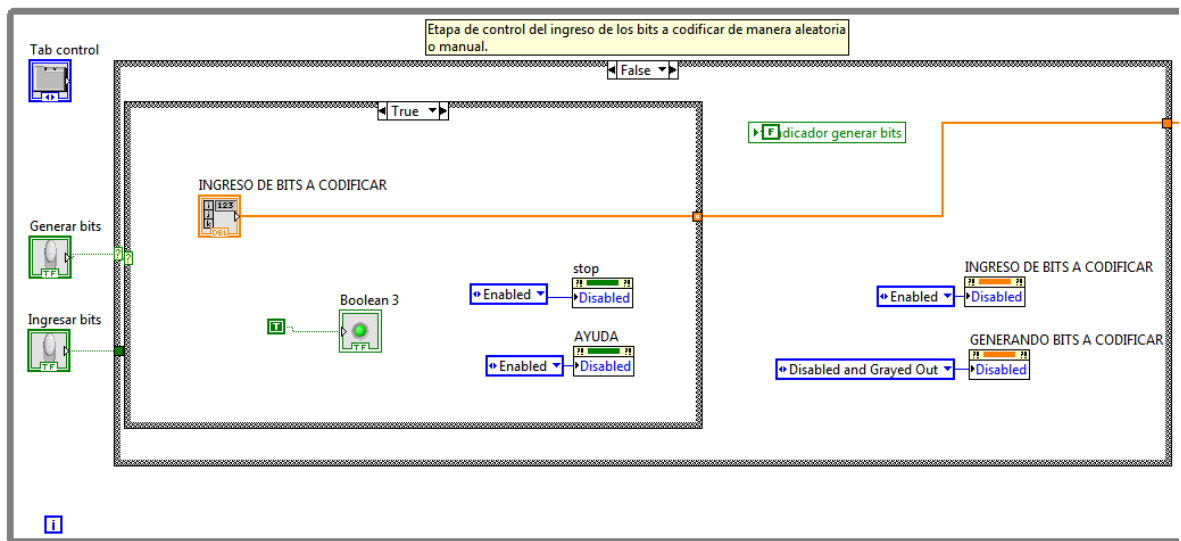 Etapa de control del ingreso de los bits a codificar de manera aleatoria
o manual.
Tab control
False
True
F
ndicador generar bits
INGRESO DE BITS A CODIFICAR
i
j
k
123
DBL
Generar bits
TF
?
?
stop
?! ?!
Enabled
Disabled
INGRESO DE BITS A CODIFICAR
?! ?!
Enabled
Disabled
Boolean 3
T
TF
Ingresar bits
TF
AYUDA
?! ?!
Enabled
Disabled
GENERANDO BITS A CODIFICAR
?! ?!
Disabled and Grayed Out
Disabled
i